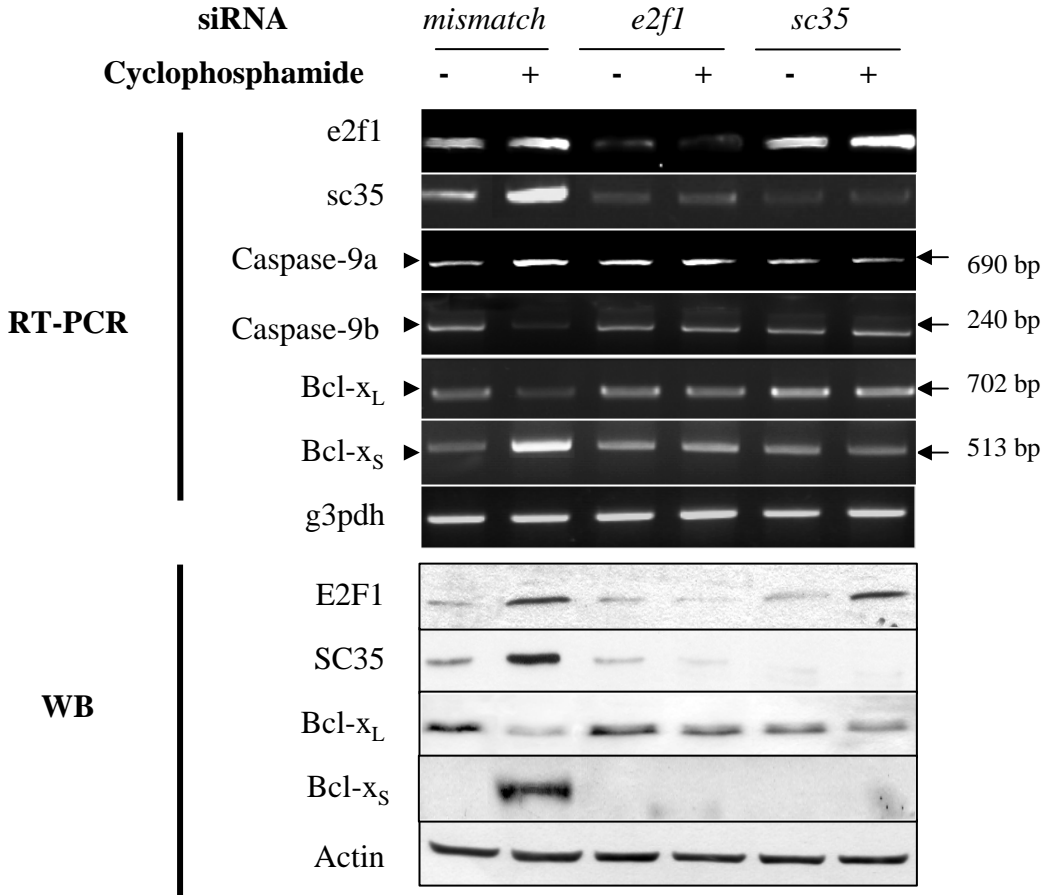 siRNA mismatch e2f1 sc35
Cyclophosphamide - + - + - +
e2f1
sc35
Caspase-9a 690 bp
RT-PCR
Caspase-9b 240 bp
Bcl-xL 702 bp
Bcl-xS 513 bp
g3pdh
E2F1
SC35
WB
Bcl-xL
Bcl-xS
Actin